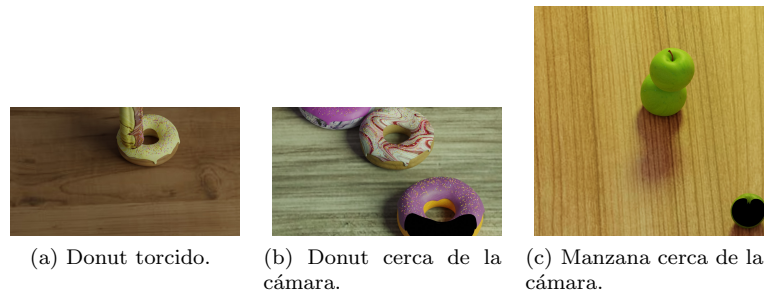 (a) Donut torcido.
(b) Donut cerca de la
cámara.
(c) Manzana cerca de la
cámara.